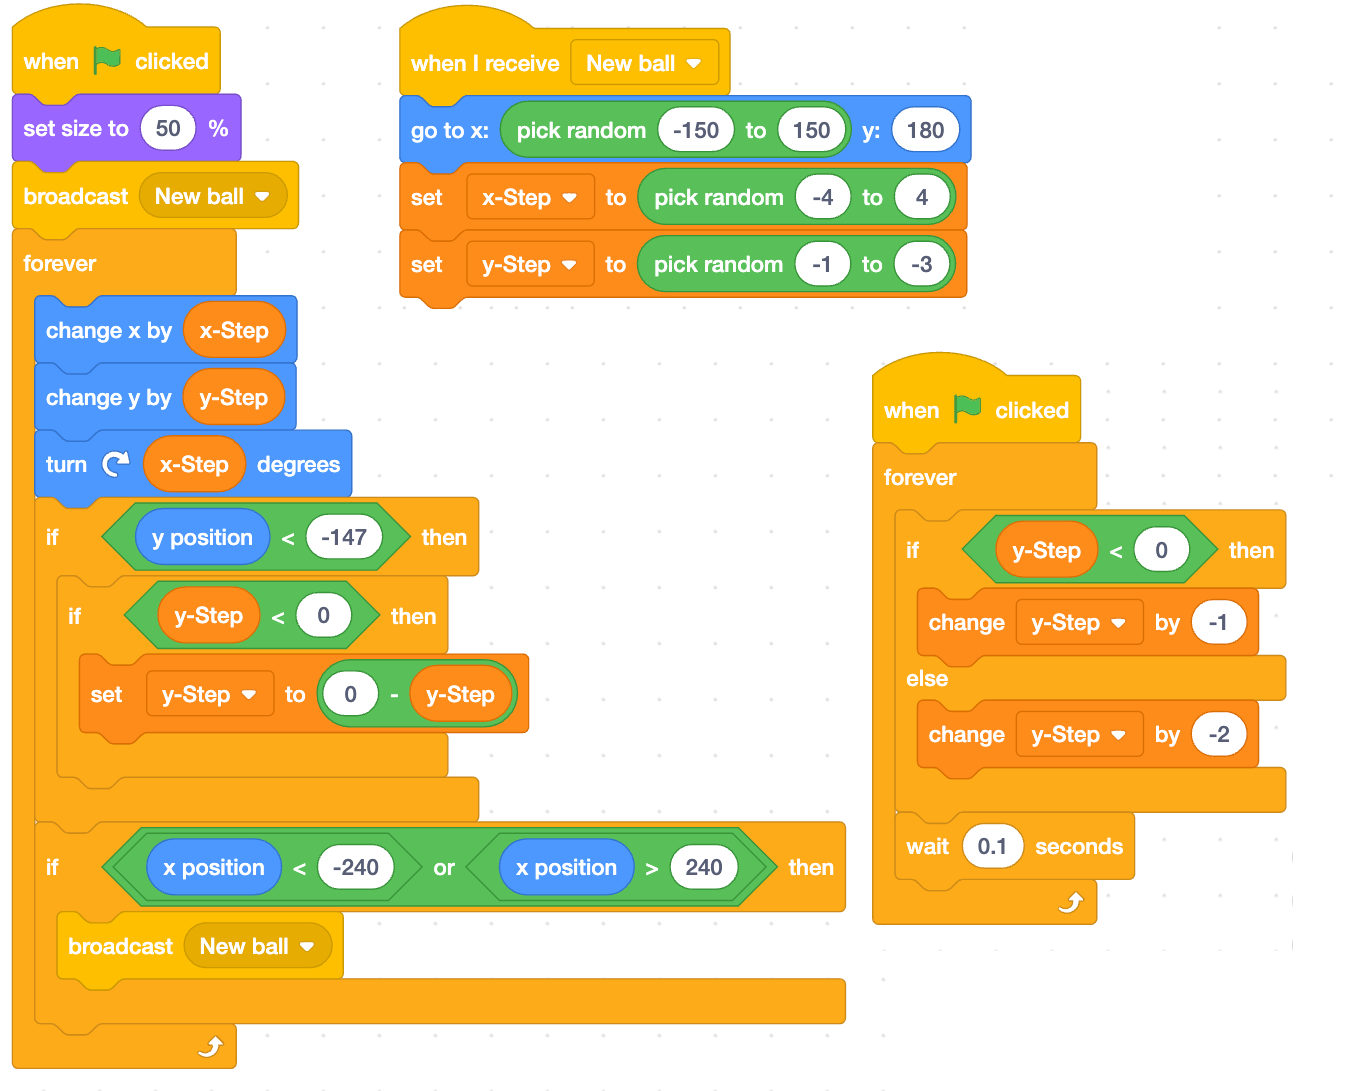 when clicked
set size to 50 %
broadcast New ball
forever
change x by x-Step
change y by y-Step
turn x-Step degrees
if y position < -147 then
if y-Step < 0 then
set y-Step to 0 - y-Step
if x position < -240 or x position > 240 then
broadcast New ball
when I receive New ball
go to x: pick random -150 to 150 y: 180
set x-Step to pick random -4 to 4
set y-Step to pick random -1 to -3
when clicked
forever
if y-Step < 0 then
change y-Step by -1
else
change y-Step by -2
wait 0.1 seconds